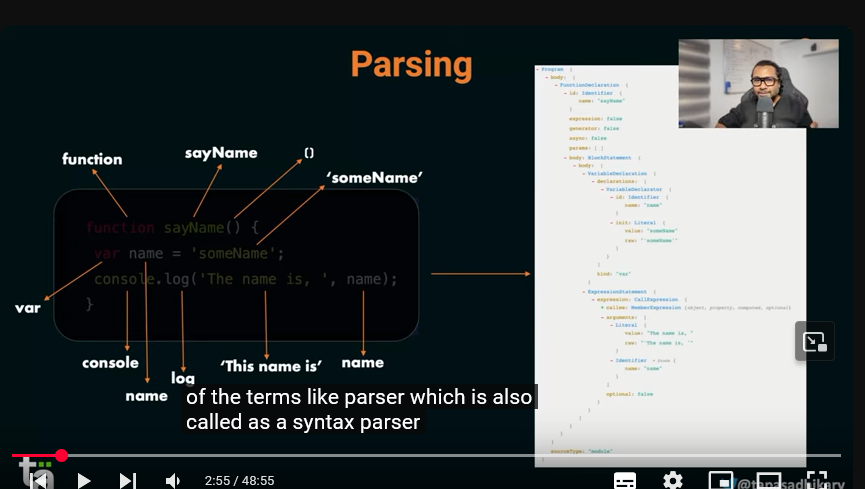 Parsing
function
sayName
()
'someName'
function sayName() {
var name = 'someName';
console.log('The name is, ', name);
}
var
console
name
log
'This name is'
name
Program {
body: [
FunctionDeclaration {
id: Identifier {
name: "sayName"
}
expression: false
generator: false
async: false
params: [ ]
body: BlockStatement {
body: [
VariableDeclaration {
declarations: [
VariableDeclarator {
id: Identifier {
name: "name"
}
init: Literal {
value: "someName"
raw: "'someName'"
}
}
]
kind: "var"
}
ExpressionStatement {
expression: CallExpression {
callee: MemberExpression {object, property, computed, optional}
arguments: [
Literal {
value: "The name is, "
raw: "'The name is, '"
}
Identifier {
name: "name"
}
]
optional: false
}
}
]
}
}
]
sourceType: "module"
}
of the terms like parser which is also
called as a syntax parser
2:55 / 48:55
@tapasadhikary